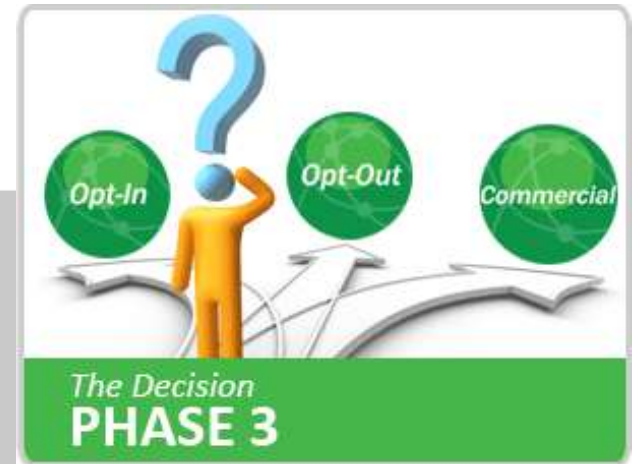 Opt-In
Opt-Out
Commercial
The Decision
PHASE 3